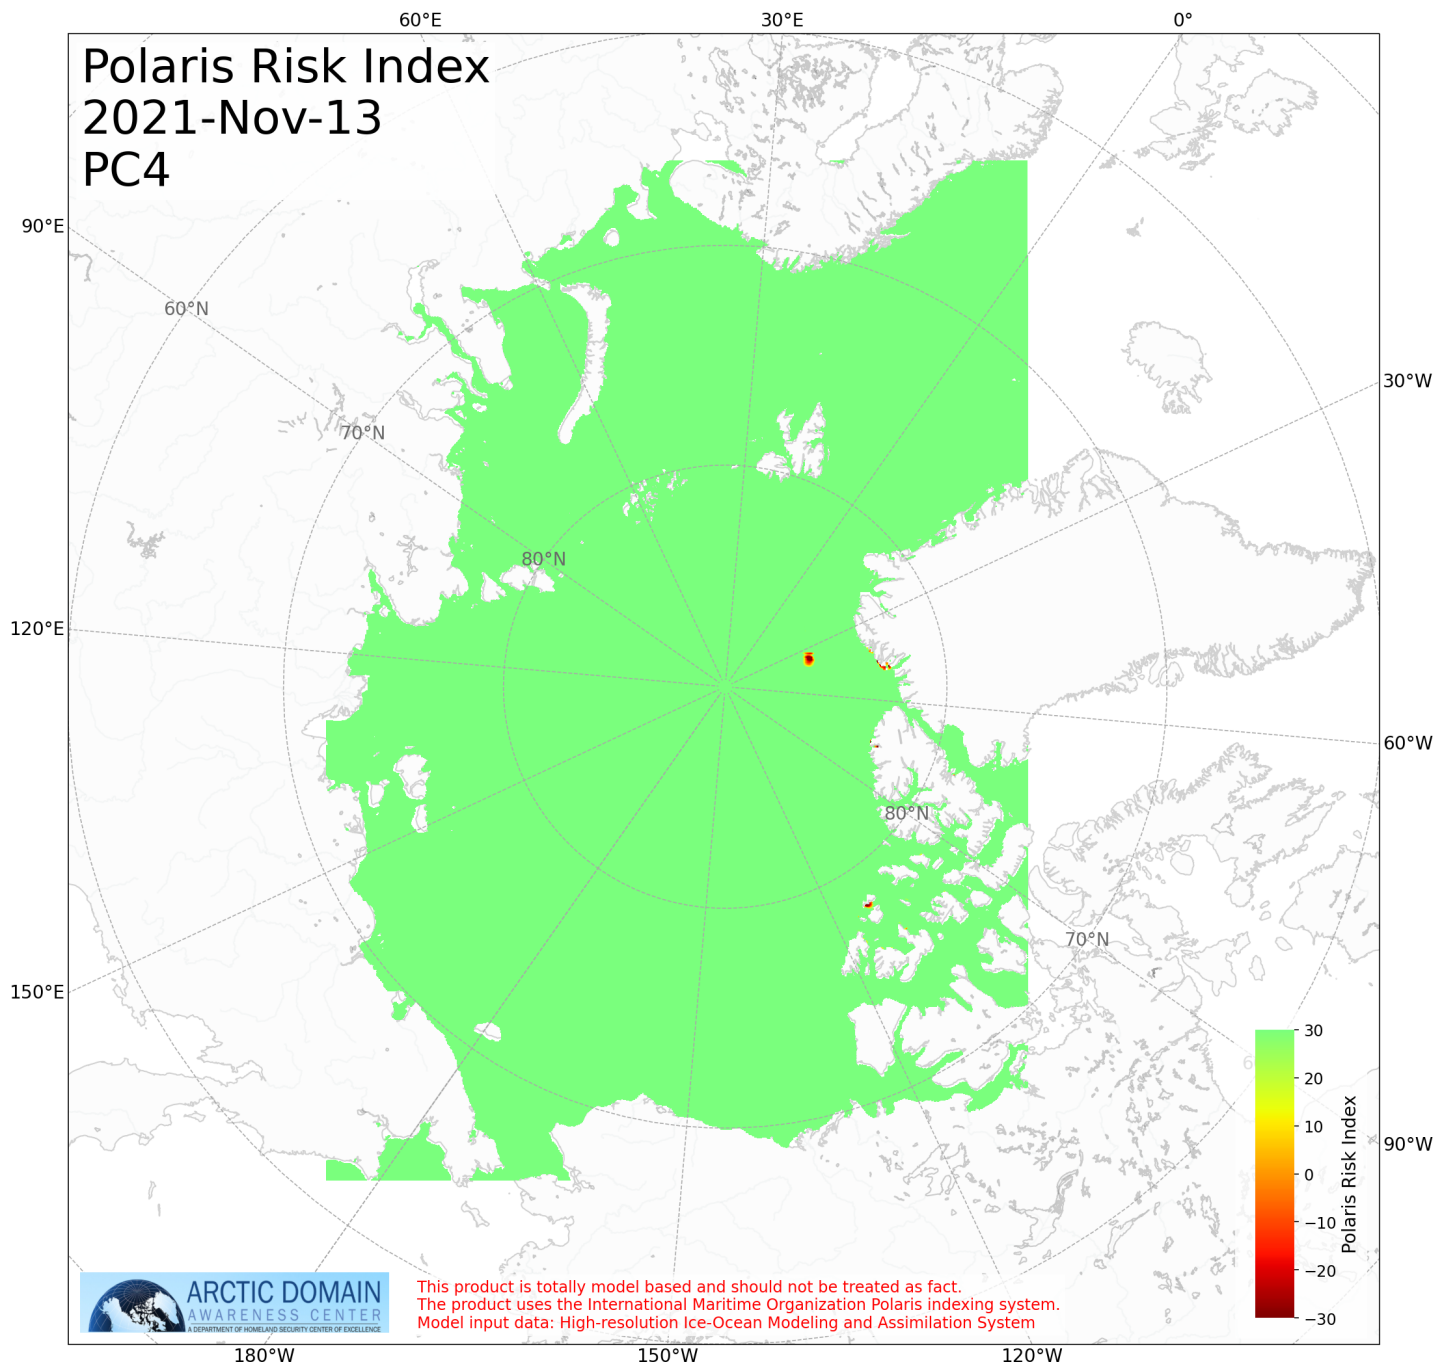 60°E
30°E
0°
Polaris Risk Index
2021-Nov-13
PC4
90°E
60°N
30°W
70°N
80°N
120°E
60°W
80°N
70°N
150°E
30
20
10
0
−10
−20
−30
Polaris Risk Index
90°W
ARCTIC DOMAIN
AWARENESS CENTER
A DEPARTMENT OF HOMELAND SECURITY CENTER OF EXCELLENCE
This product is totally model based and should not be treated as fact.
The product uses the International Maritime Organization Polaris indexing system.
Model input data: High-resolution Ice-Ocean Modeling and Assimilation System
180°W
150°W
120°W